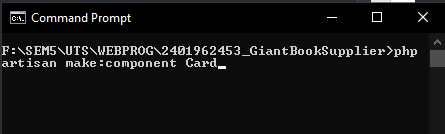 Command Prompt
F:\SEM5\UTS\WEBPROG\2401962453_GiantBookSupplier>php
artisan make:component Card